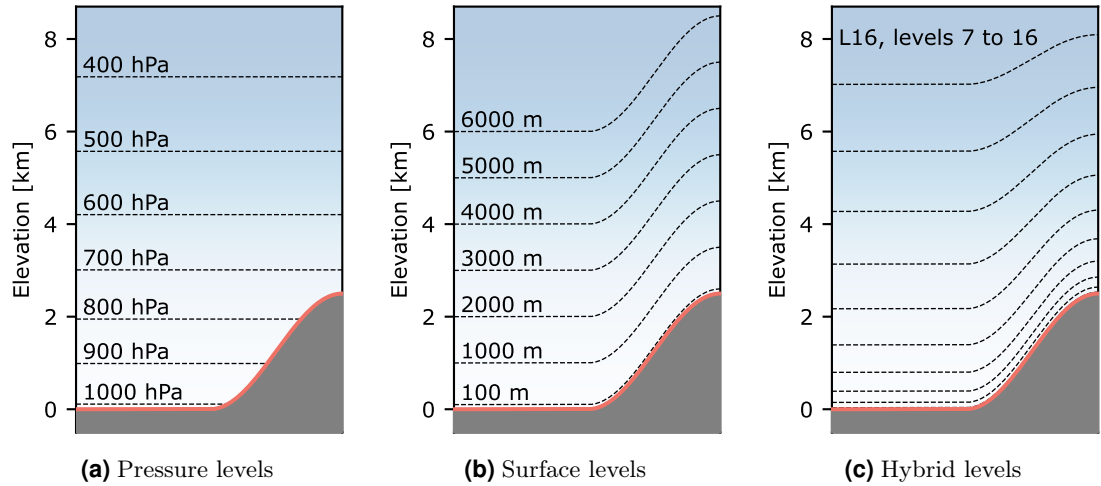 Elevation [km]
8
6
4
2
0
400 hPa
500 hPa
600 hPa
700 hPa
800 hPa
900 hPa
1000 hPa
(a) Pressure levels
Elevation [km]
8
6
4
2
0
6000 m
5000 m
4000 m
3000 m
2000 m
1000 m
100 m
(b) Surface levels
Elevation [km]
8
6
4
2
0
L16, levels 7 to 16
(c) Hybrid levels